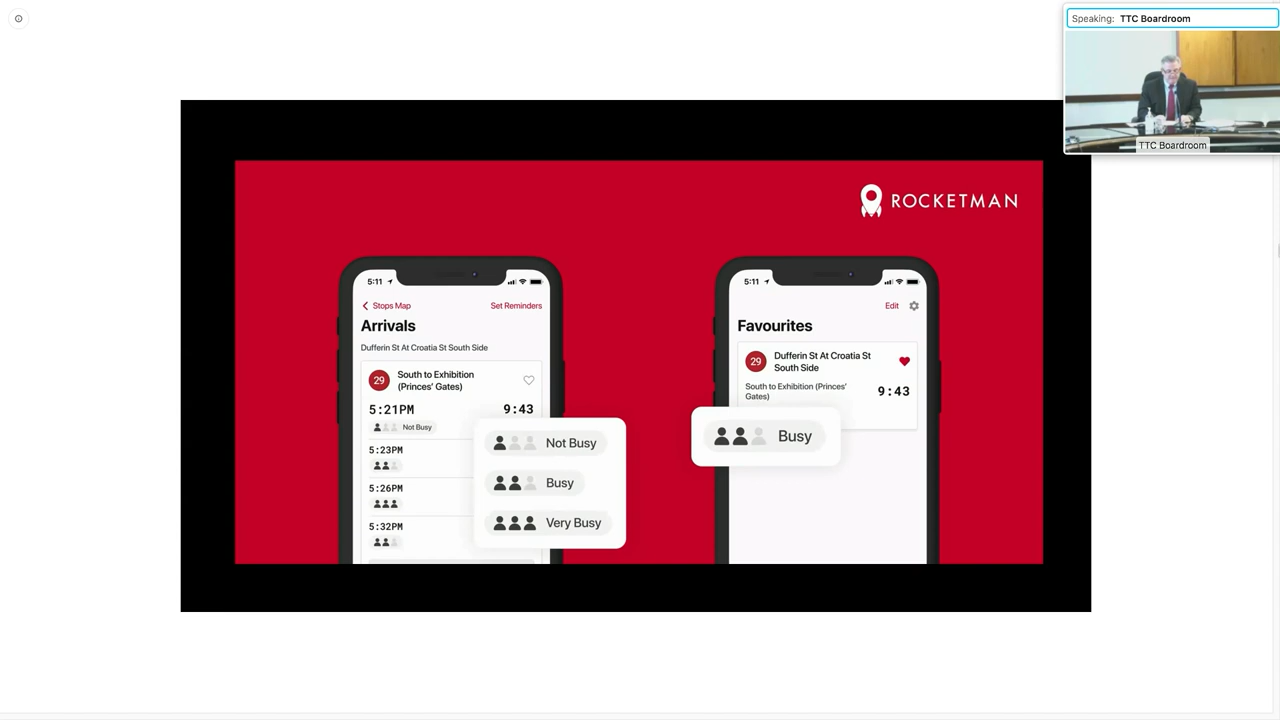 Speaking: TTC Boardroom
TTC Boardroom
ROCKETMAN
5:11
Stops Map
Set Reminders
Arrivals
Dufferin St At Croatia St South Side
29
South to Exhibition
(Princes' Gates)
5:21PM
9:43
Not Busy
5:23PM
5:26PM
5:32PM
Not Busy
Busy
Very Busy
5:11
Edit
Favourites
29
Dufferin St At Croatia St
South Side
South to Exhibition (Princes'
Gates)
9:43
Busy